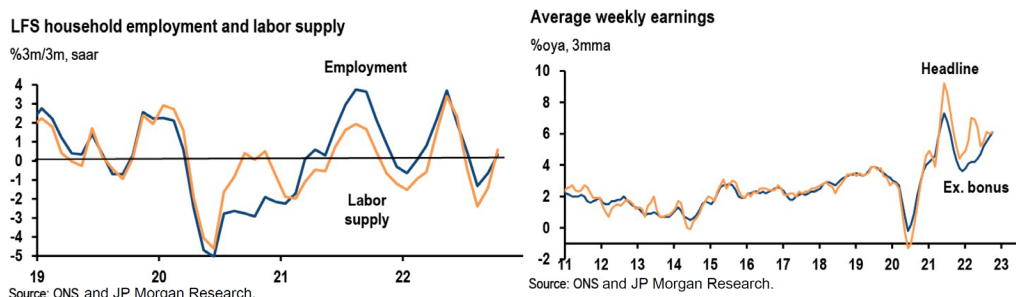 LFS household employment and labor supply
%3m/3m, saar
Employment
4
3
2
1
0
-1
-2
-3
-4
-5
Labor
supply
19 20 21 22
Source: ONS and JP Morgan Research.
Average weekly earnings
%oya, 3mma
10
8
6
4
2
0
-2
Headline
Ex. bonus
11 12 13 14 15 16 17 18 19 20 21 22 23
Source: ONS and JP Morgan Research.